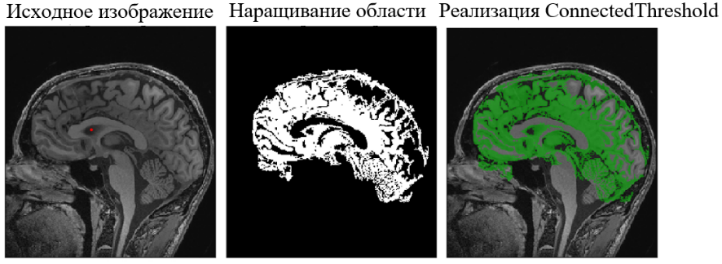 Исходное изображение
Наращивание области
Реализация ConnectedThreshold